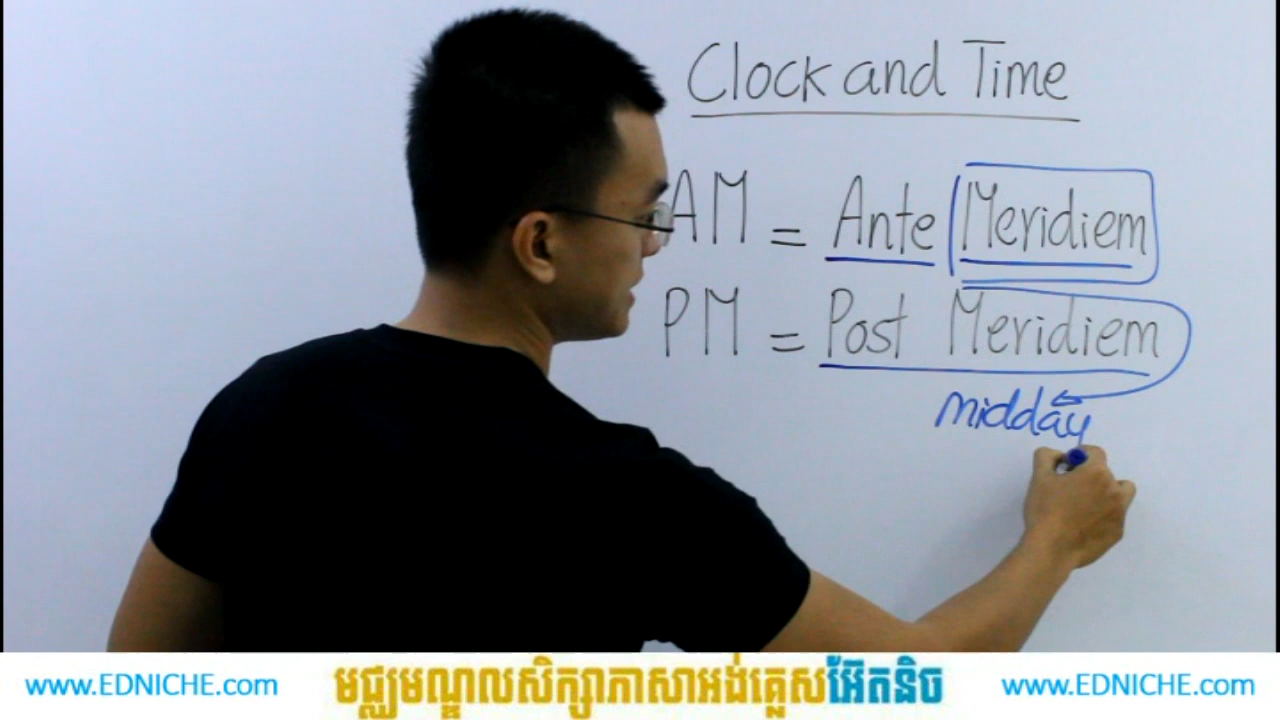 Clock and Time
AM = Ante Meridiem
PM = Post Meridiem
midday
www.EDNICHE.com មជ្ឈមណ្ឌលសិក្សាភាសាអង់គ្លេសអ៊ែតនិច www.EDNICHE.com